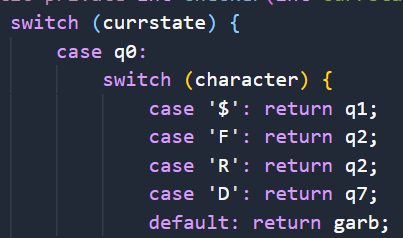 switch (currstate) {
case q0:
switch (character) {
case '$': return q1;
case 'F': return q2;
case 'R': return q2;
case 'D': return q7;
default: return garb;